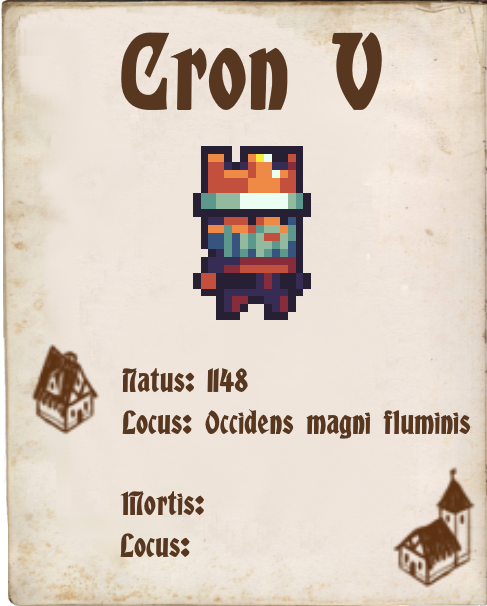 Cron V
Natus: 1148
Locus: Occidens magni fluminis
Mortis:
Locus: